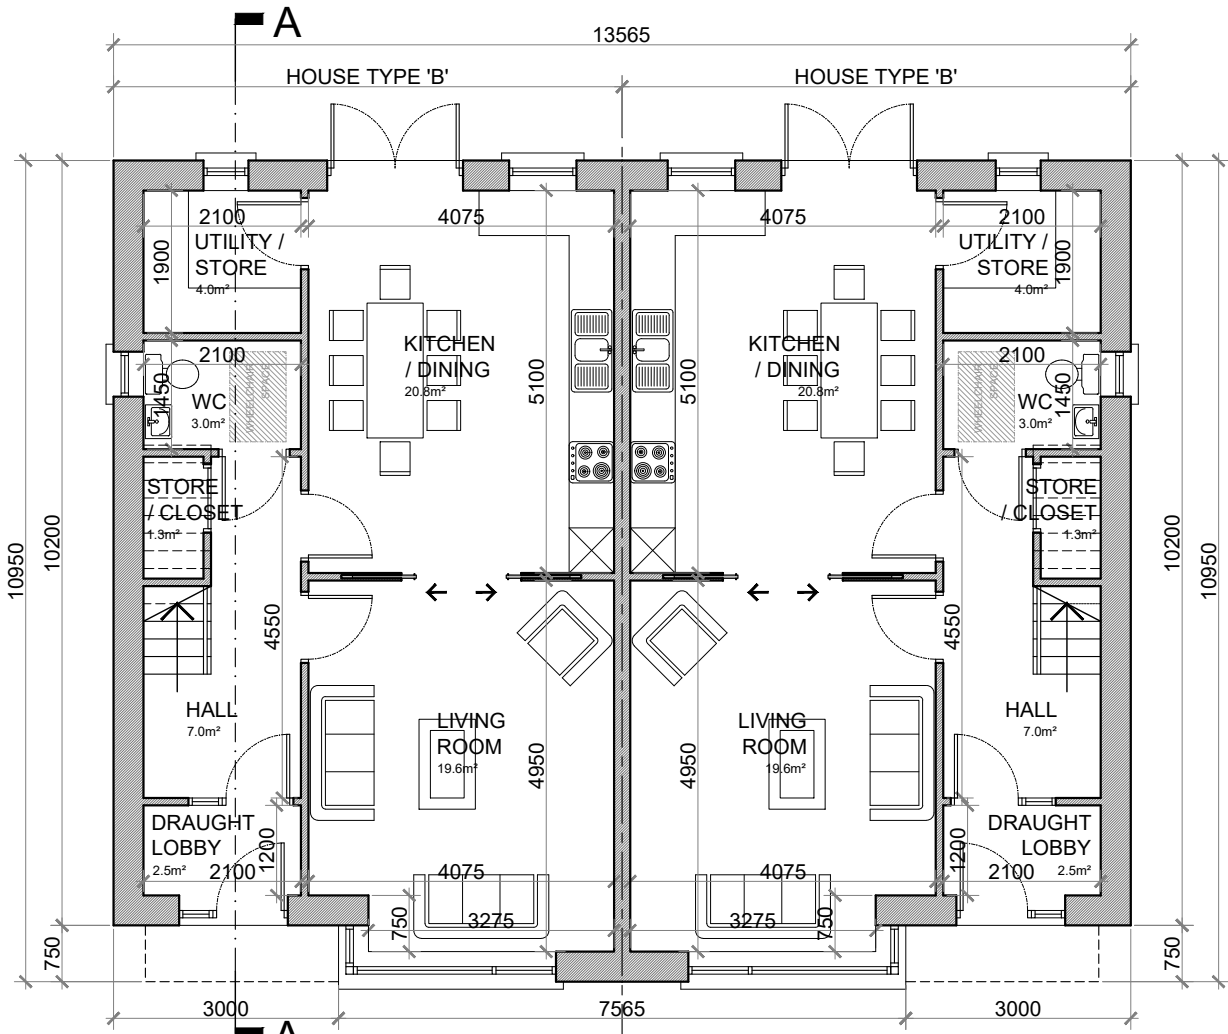 A
13565
HOUSE TYPE 'B'
HOUSE TYPE 'B'
2100
4075
4075
2100
UTILITY /
STORE
4.0m²
1900
UTILITY /
STORE
4.0m²
1900
KITCHEN
/ DINING
20.8m²
5100
KITCHEN
/ DINING
20.8m²
5100
2100
WC
3.0m²
1450
WHEELCHAIR
SPACE
2100
WC
3.0m²
1450
WHEELCHAIR
SPACE
STORE
/ CLOSET
1.3m²
STORE
/ CLOSET
1.3m²
10950
10200
10200
10950
4550
4550
HALL
7.0m²
LIVING
ROOM
19.6m²
4950
LIVING
ROOM
19.6m²
4950
HALL
7.0m²
DRAUGHT
LOBBY
2.5m²
2100
1200
4075
4075
DRAUGHT
LOBBY
2.5m²
2100
1200
750
3275
3275
750
750
750
3000
7565
3000
A